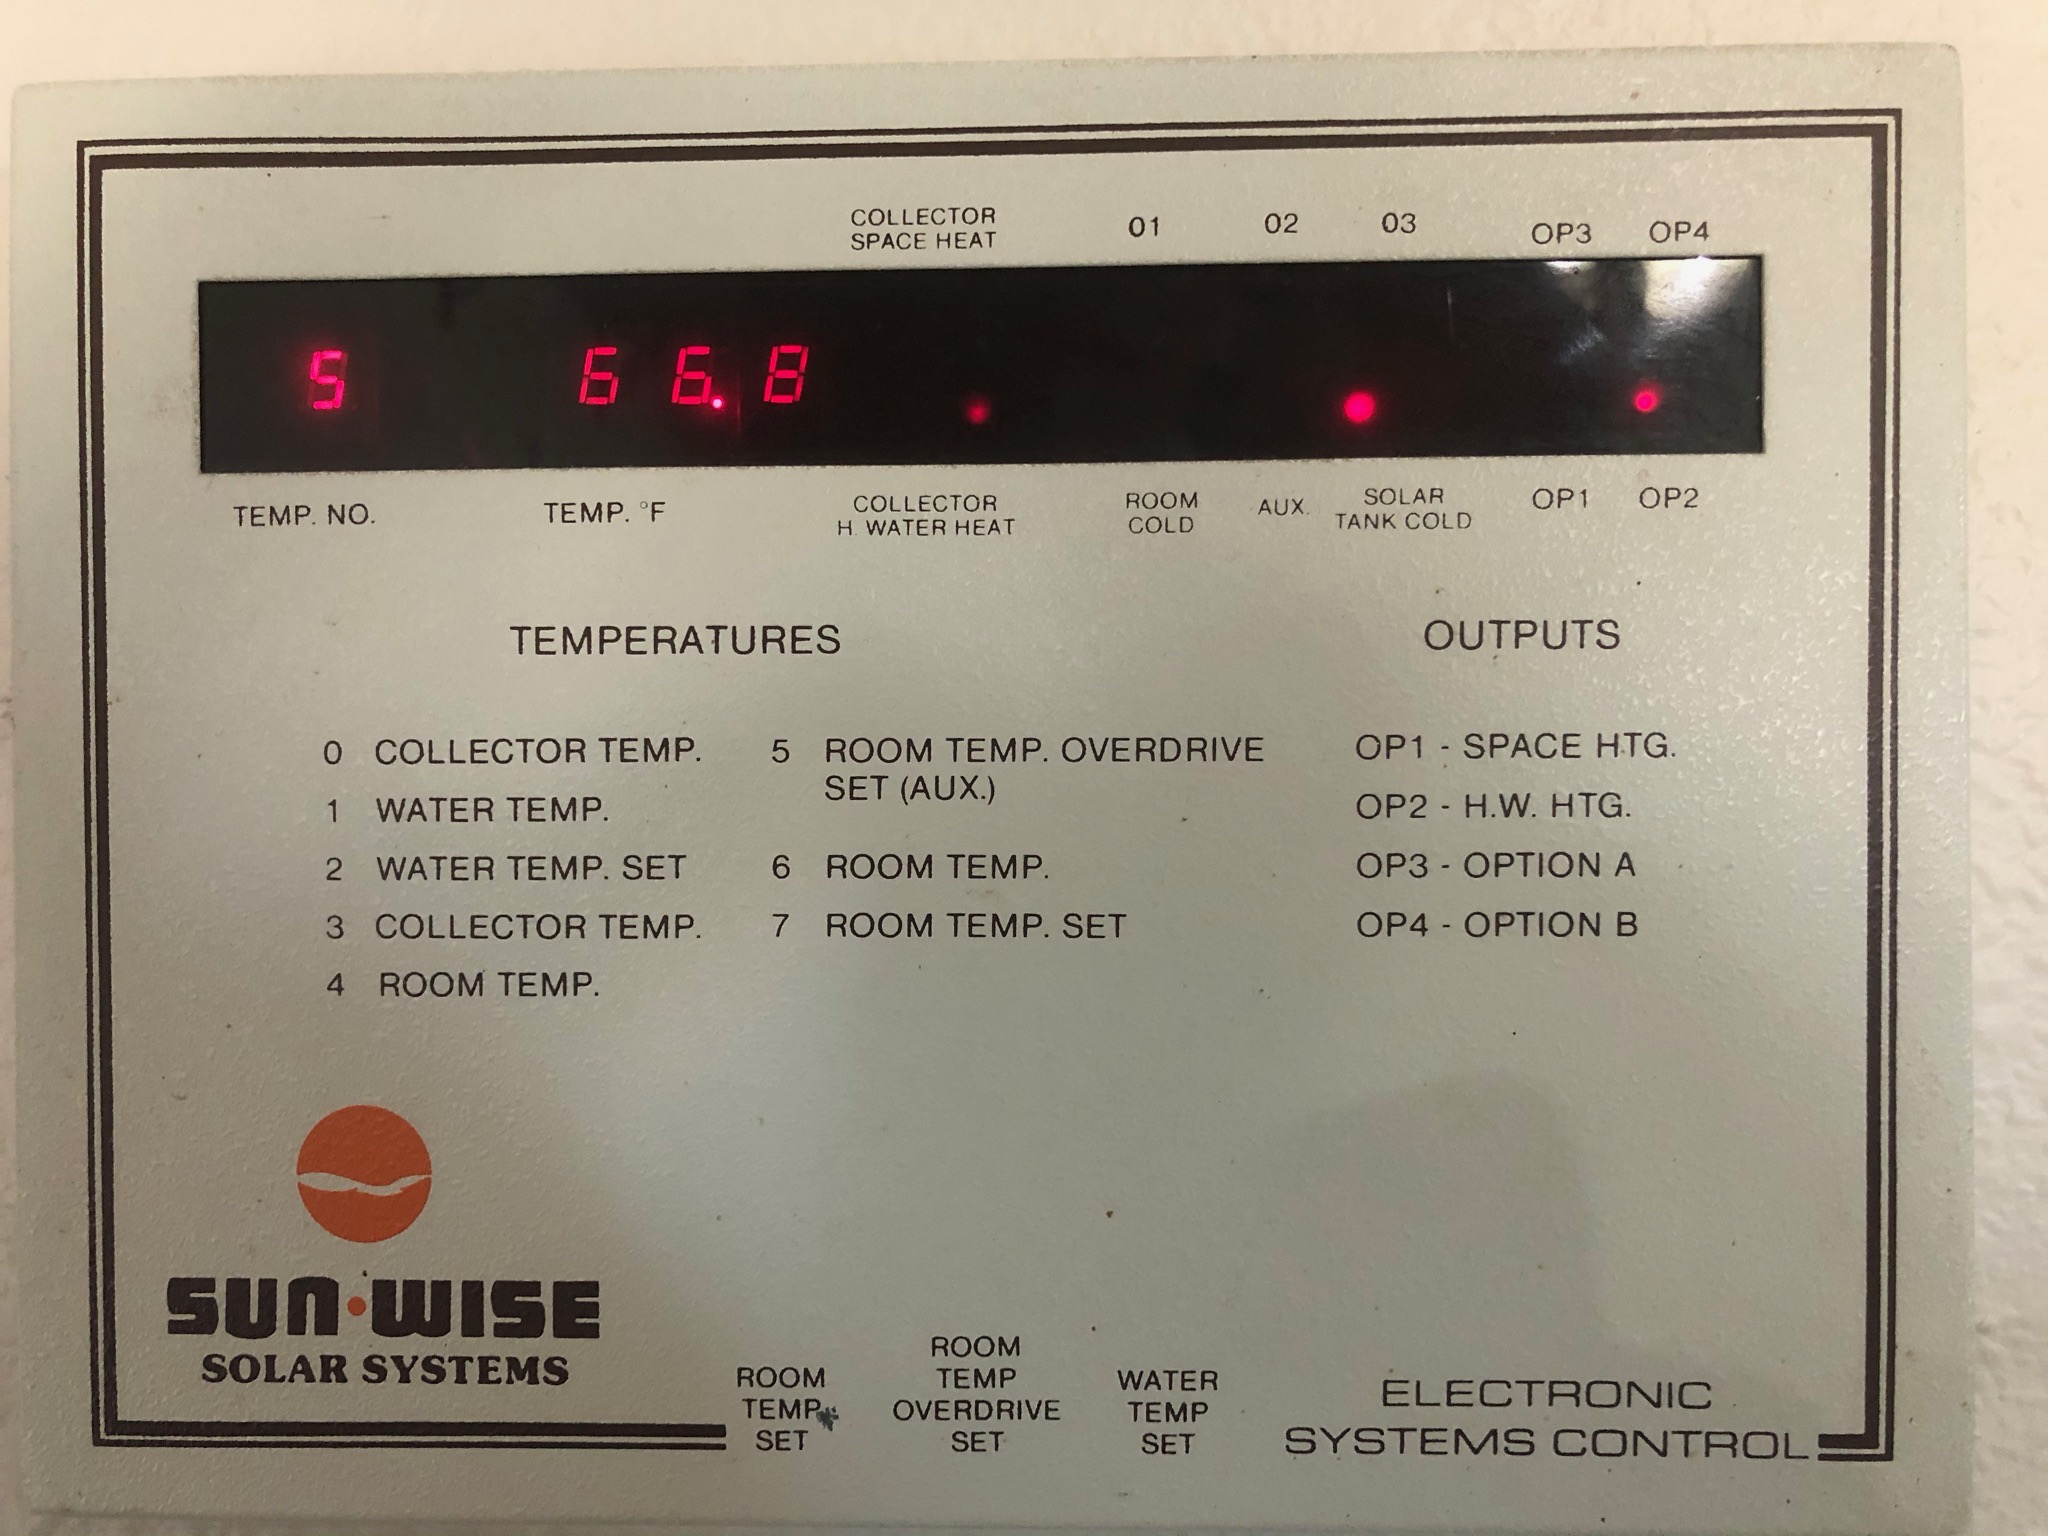 COLLECTOR
SPACE HEAT
01 02 03 OP3 OP4
5 66.8
TEMP. NO. TEMP. °F
COLLECTOR
H. WATER HEAT
ROOM
COLD
AUX.
SOLAR
TANK COLD
OP1 OP2
TEMPERATURES
0 COLLECTOR TEMP.
1 WATER TEMP.
2 WATER TEMP. SET
3 COLLECTOR TEMP.
4 ROOM TEMP.
5 ROOM TEMP. OVERDRIVE
SET (AUX.)
6 ROOM TEMP.
7 ROOM TEMP. SET
OUTPUTS
OP1 - SPACE HTG.
OP2 - H.W. HTG.
OP3 - OPTION A
OP4 - OPTION B
SUN·WISE
SOLAR SYSTEMS
ROOM
TEMP
SET
ROOM
TEMP
OVERDRIVE
SET
WATER
TEMP
SET
ELECTRONIC
SYSTEMS CONTROL